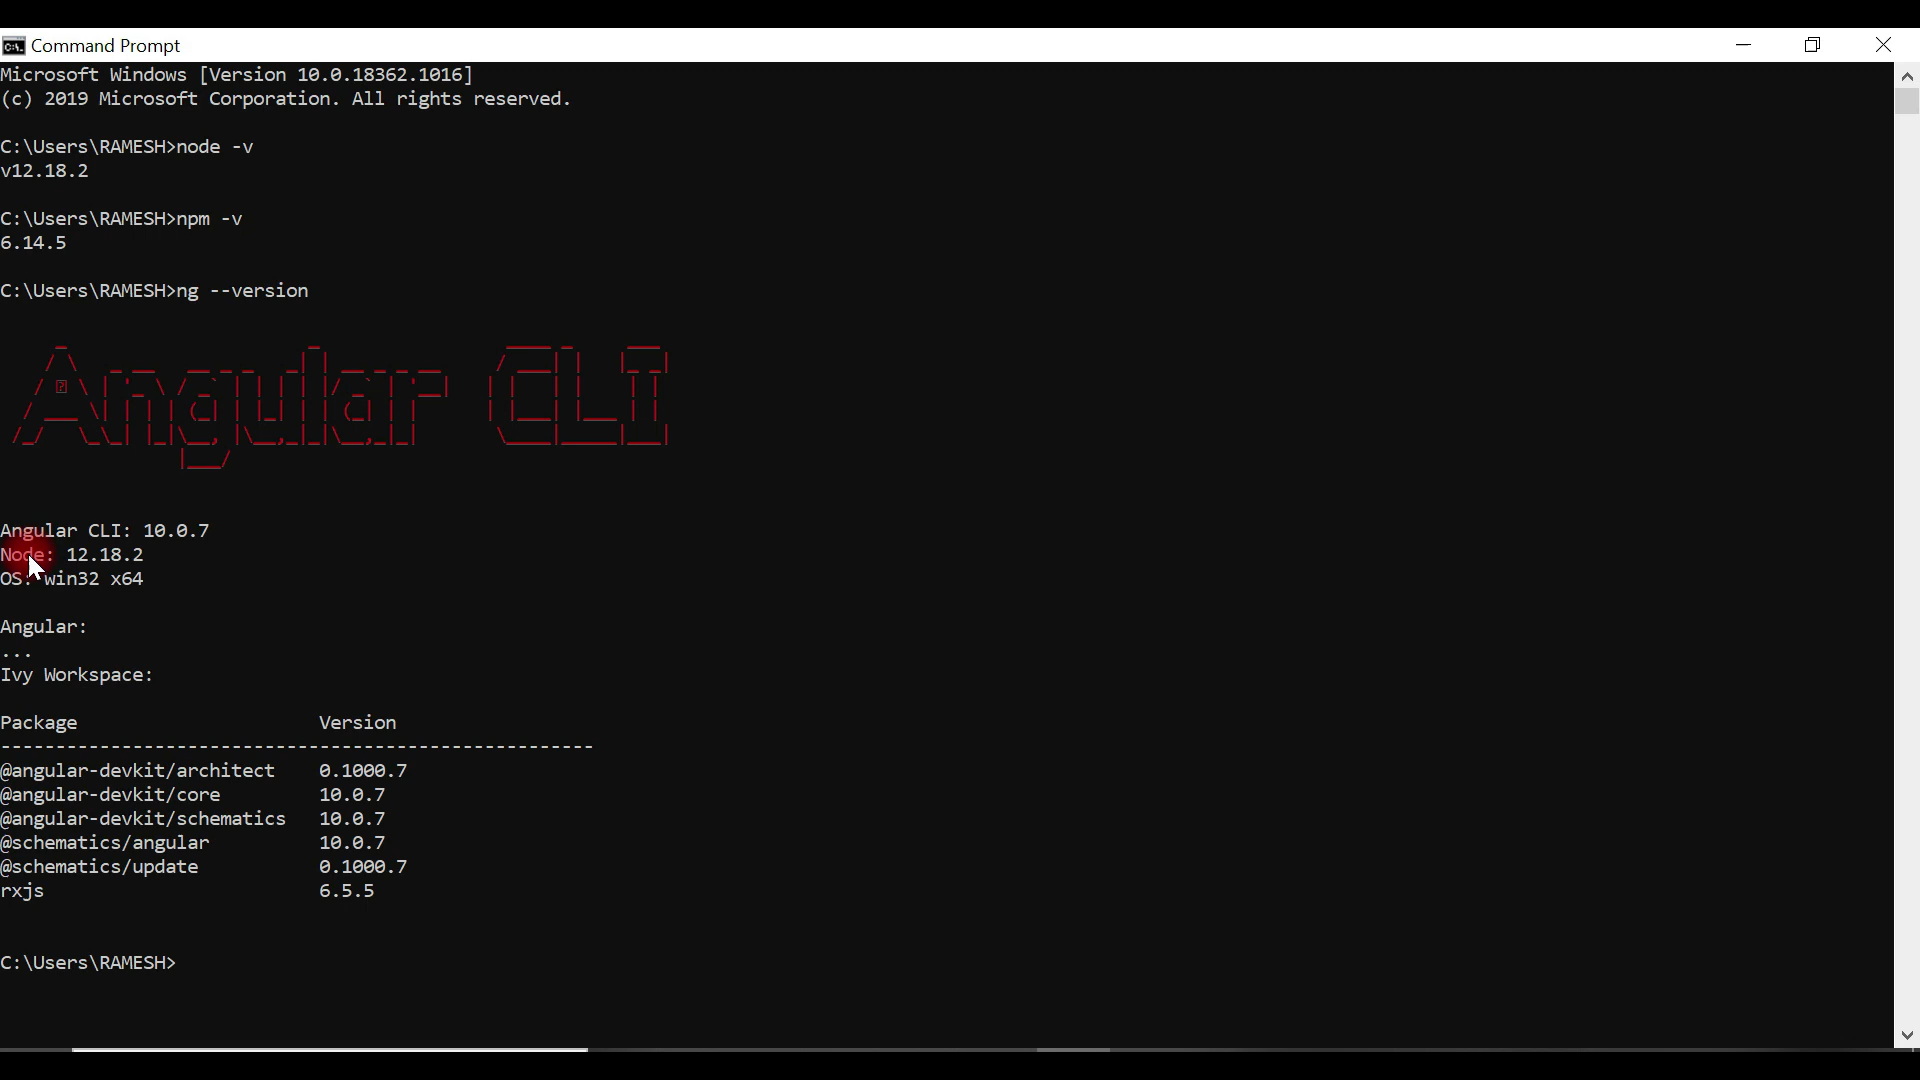 Command Prompt
Microsoft Windows [Version 10.0.18362.1016]
(c) 2019 Microsoft Corporation. All rights reserved.
C:\Users\RAMESH>node -v
v12.18.2
C:\Users\RAMESH>npm -v
6.14.5
C:\Users\RAMESH>ng --version
Angular CLI
Angular CLI: 10.0.7
Node: 12.18.2
OS: win32 x64
Angular:
...
Ivy Workspace:
Package Version
------------------------------------------------------
@angular-devkit/architect 0.1000.7
@angular-devkit/core 10.0.7
@angular-devkit/schematics 10.0.7
@schematics/angular 10.0.7
@schematics/update 0.1000.7
rxjs 6.5.5
C:\Users\RAMESH>